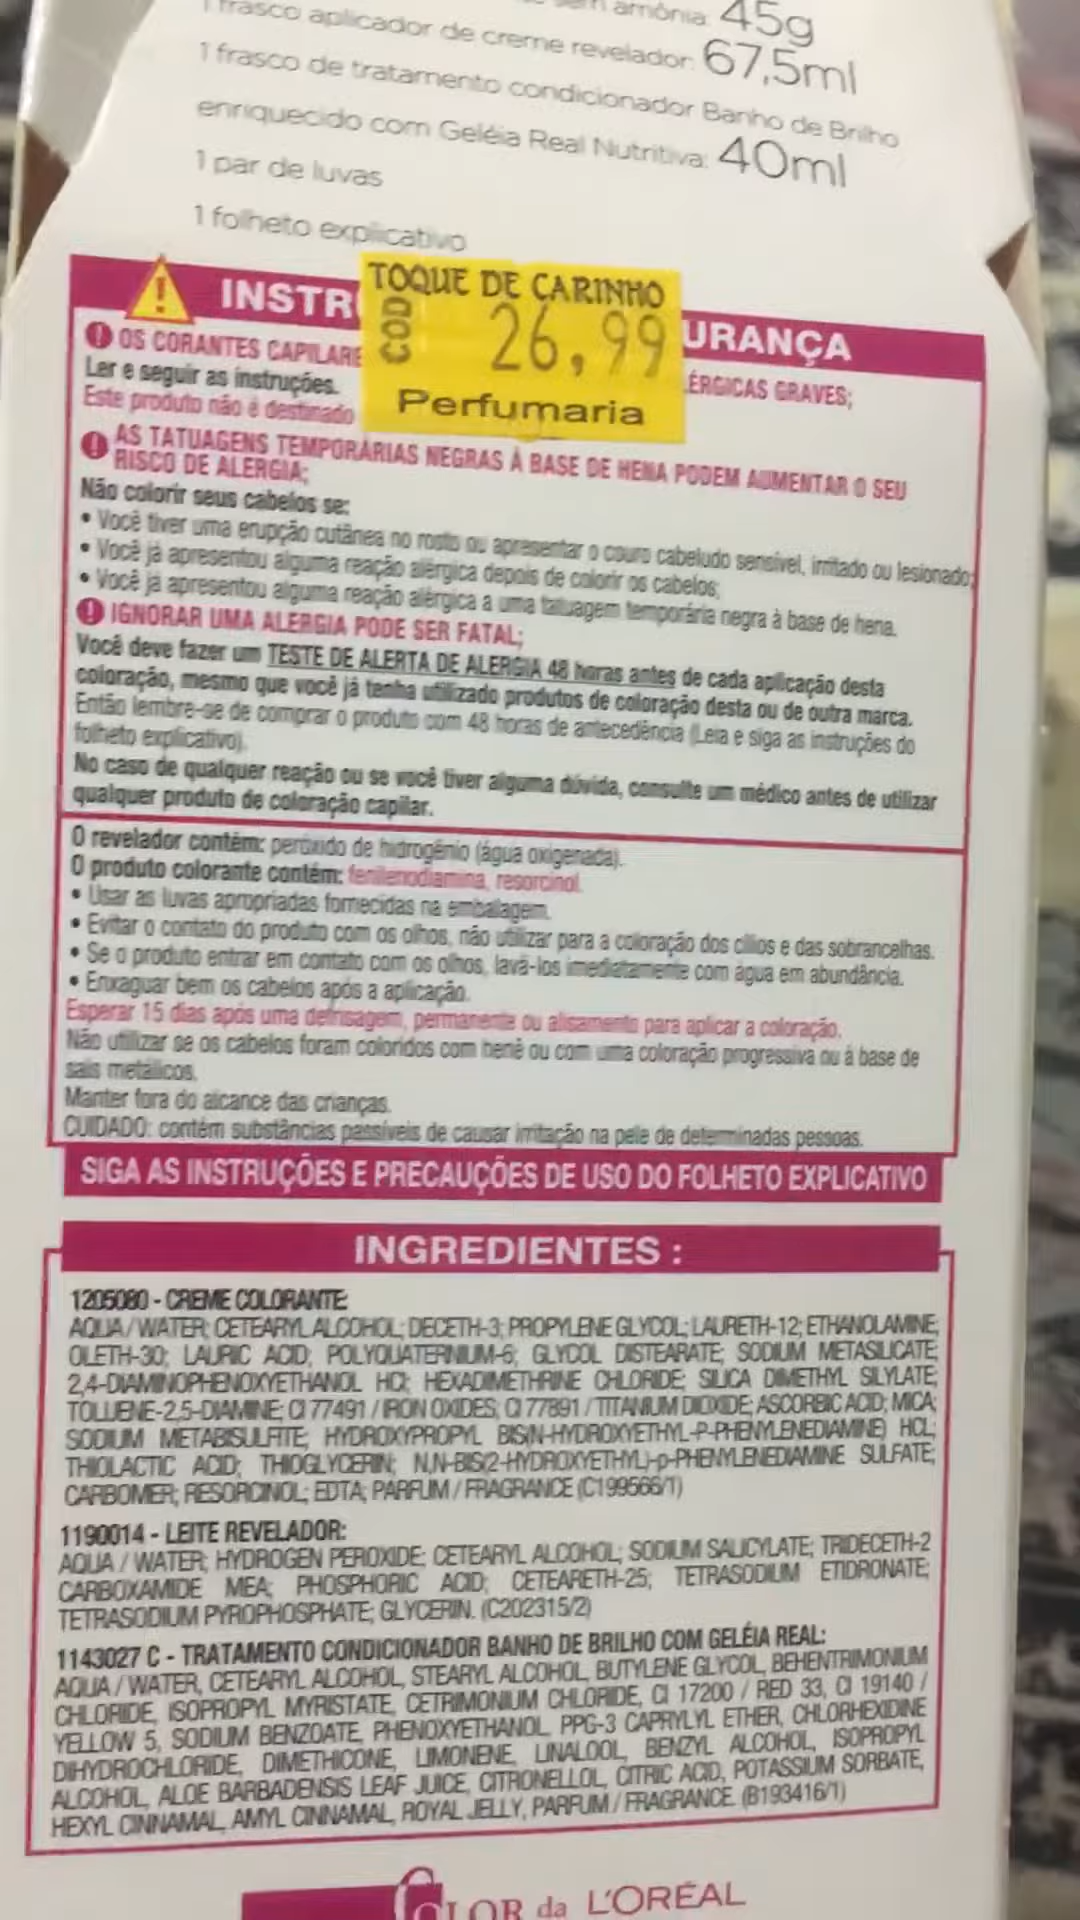 sem amônia: 45g
1 frasco aplicador de creme revelador: 67,5ml
1 frasco de tratamento condicionador Banho de Brilho
enriquecido com Geléia Real Nutritiva: 40ml
1 par de luvas
1 folheto explicativo
TOQUE DE CARINHO
COD 26,99
Perfumaria
INSTR URANÇA
OS CORANTES CAPILARE ÉRGICAS GRAVES;
Ler e seguir as instruções.
Este produto não é destinado
AS TATUAGENS TEMPORÁRIAS NEGRAS À BASE DE HENA PODEM AUMENTAR O SEU
RISCO DE ALERGIA;
Não colorir seus cabelos se:
• Você tiver uma erupção cutânea no rosto ou apresentar o couro cabeludo sensível, irritado ou lesionado;
• Você já apresentou alguma reação alérgica depois de colorir os cabelos;
• Você já apresentou alguma reação alérgica a uma tatuagem temporária negra à base de hena.
IGNORAR UMA ALERGIA PODE SER FATAL;
Você deve fazer um TESTE DE ALERTA DE ALERGIA 48 horas antes de cada aplicação desta
coloração, mesmo que você já tenha utilizado produtos de coloração desta ou de outra marca.
Então lembre-se de comprar o produto com 48 horas de antecedência (Leia e siga as instruções do
folheto explicativo).
No caso de qualquer reação ou se você tiver alguma dúvida, consulte um médico antes de utilizar
qualquer produto de coloração capilar.
O revelador contém: peróxido de hidrogênio (água oxigenada).
O produto colorante contém: fenilenodiamina, resorcinol.
• Usar as luvas apropriadas fornecidas na embalagem.
• Evitar o contato do produto com os olhos, não utilizar para a coloração dos cílios e das sobrancelhas.
• Se o produto entrar em contato com os olhos, lavá-los imediatamente com água em abundância.
• Enxaguar bem os cabelos após a aplicação.
Esperar 15 dias após uma defrisagem, permanente ou alisamento para aplicar a coloração.
Não utilizar se os cabelos foram coloridos com henê ou com uma coloração progressiva ou à base de
sais metálicos.
Manter fora do alcance das crianças.
CUIDADO: contém substâncias passíveis de causar irritação na pele de determinadas pessoas.
SIGA AS INSTRUÇÕES E PRECAUÇÕES DE USO DO FOLHETO EXPLICATIVO
INGREDIENTES :
1205080 - CREME COLORANTE:
AQUA / WATER; CETEARYL ALCOHOL; DECETH-3; PROPYLENE GLYCOL; LAURETH-12; ETHANOLAMINE;
OLETH-30; LAURIC ACID; POLYQUATERNIUM-6; GLYCOL DISTEARATE; SODIUM METASILICATE;
2,4-DIAMINOPHENOXYETHANOL HCl; HEXADIMETHRINE CHLORIDE; SILICA DIMETHYL SILYLATE;
TOLUENE-2,5-DIAMINE; CI 77491 / IRON OXIDES; CI 77891 / TITANIUM DIOXIDE; ASCORBIC ACID; MICA;
SODIUM METABISULFITE; HYDROXYPROPYL BIS(N-HYDROXYETHYL-P-PHENYLENEDIAMINE) HCL;
THIOLACTIC ACID; THIOGLYCERIN; N,N-BIS(2-HYDROXYETHYL)-p-PHENYLENEDIAMINE SULFATE;
CARBOMER; RESORCINOL; EDTA; PARFUM / FRAGRANCE (C199566/1)
1190014 - LEITE REVELADOR:
AQUA / WATER; HYDROGEN PEROXIDE; CETEARYL ALCOHOL; SODIUM SALICYLATE; TRIDECETH-2
CARBOXAMIDE MEA; PHOSPHORIC ACID; CETEARETH-25; TETRASODIUM ETIDRONATE;
TETRASODIUM PYROPHOSPHATE; GLYCERIN. (C202315/2)
1143027 C - TRATAMENTO CONDICIONADOR BANHO DE BRILHO COM GELÉIA REAL:
AQUA / WATER, CETEARYL ALCOHOL, STEARYL ALCOHOL, BUTYLENE GLYCOL, BEHENTRIMONIUM
CHLORIDE, ISOPROPYL MYRISTATE, CETRIMONIUM CHLORIDE, CI 17200 / RED 33, CI 19140 /
YELLOW 5, SODIUM BENZOATE, PHENOXYETHANOL, PPG-3 CAPRYLYL ETHER, CHLORHEXIDINE
DIHYDROCHLORIDE, DIMETHICONE, LIMONENE, LINALOOL, BENZYL ALCOHOL, ISOPROPYL
ALCOHOL, ALOE BARBADENSIS LEAF JUICE, CITRONELLOL, CITRIC ACID, POTASSIUM SORBATE,
HEXYL CINNAMAL, AMYL CINNAMAL, ROYAL JELLY, PARFUM / FRAGRANCE. (B193416/1)
COLOR da L'ORÉAL